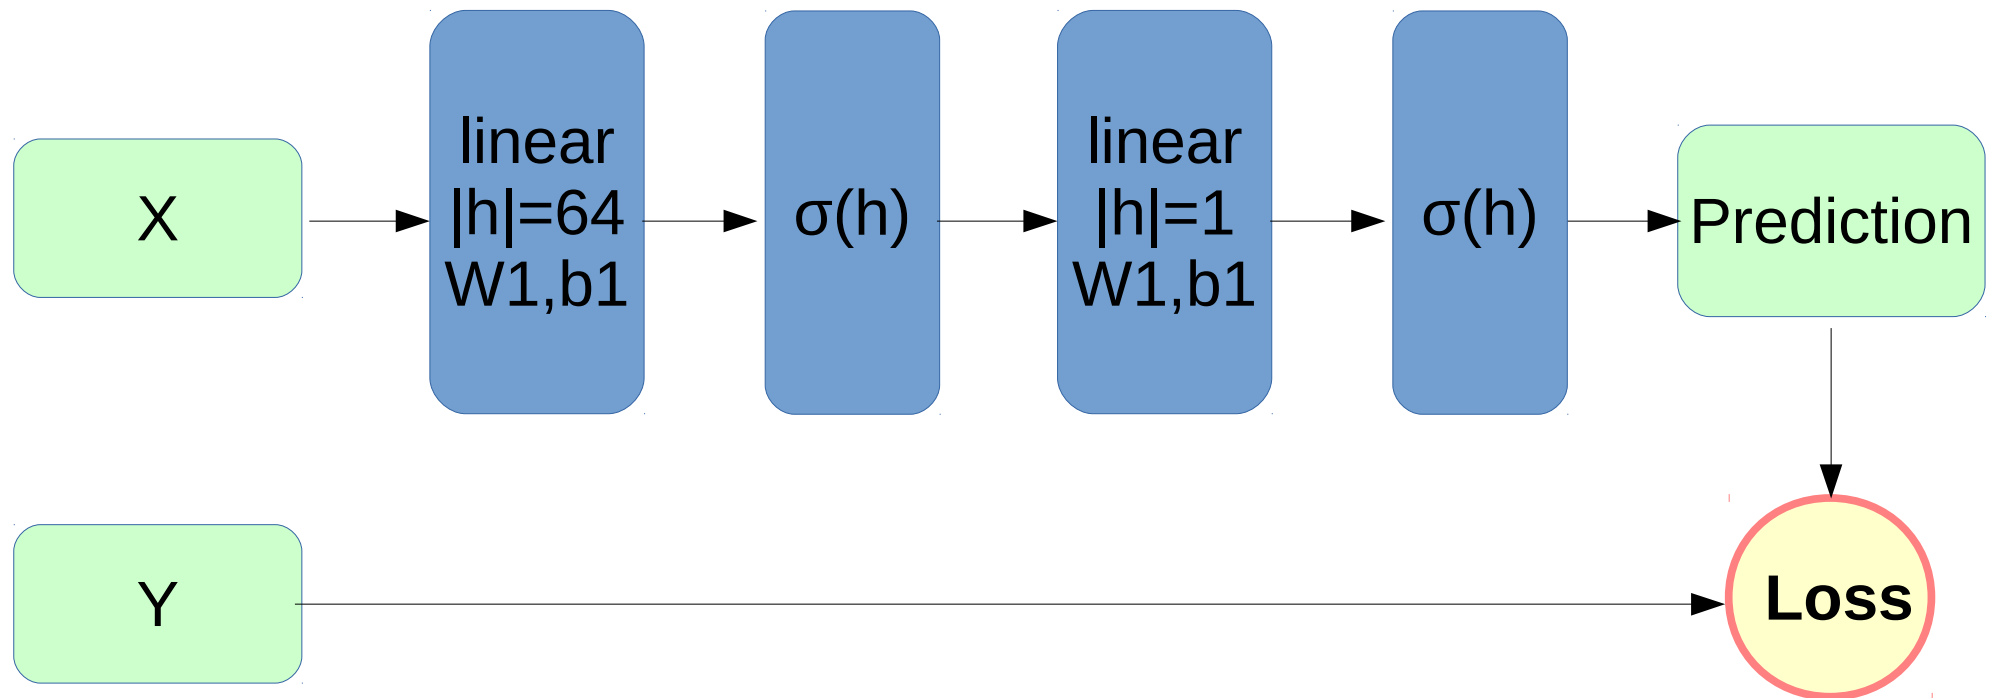 X
linear
|h|=64
W1,b1
σ(h)
linear
|h|=1
W1,b1
σ(h)
Prediction
Y
Loss